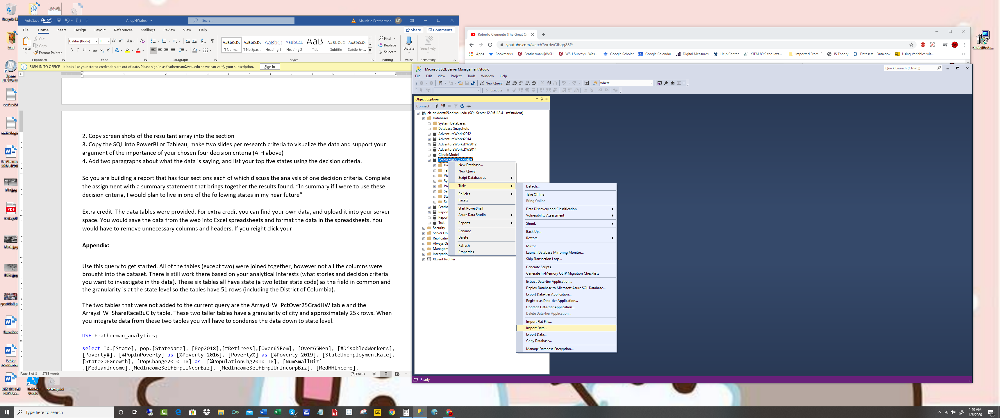 Recycle Bi
Dad
Epson
ET-3750 U
costco.tx
Featherma
2018 FINAL
B17.jpg
PDF
tesla.pdf
B17b.jpg
B17c.jpg
greatdad.p
Sam.docx
Letter
recommen
MIS 325 Fall
2019 Exa...
Roblox
Studio
desktop.ini
AutoSave Off
ArrayHW.docx
Search
Mauricio Featherman MF
File Home Insert Design Layout References Mailings Review View Help
Share Comments
Paste
Cut
Copy
Format Painter
Clipboard
Calibri (Body) 11
Font
Paragraph
AaBbCcDc AaBbCcDc AaBbCc AaBbCcD AaB AaBbCcD AaBbCcDc
¶ Normal ¶ No Spac... Heading 1 Heading 2 Title Subtitle Subtle Em...
Styles
Find
Replace
Select
Editing
Dictate
Voice
Sensitivity
Sensitivity
SIGN IN TO OFFICE It looks like your stored credentials are out of date. Please sign in as featherman@wsu.edu so we can verify your subscription. Sign In
2. Copy screen shots of the resultant array into the section
3. Copy the SQL into PowerBI or Tableau, make two slides per research criteria to visualize the data and support your
argument of the importance of your chosen four decision criteria (A-H above)
4. Add two paragraphs about what the data is saying, and list your top five states using the decision criteria.
So you are building a report that has four sections each of which discuss the analysis of one decision criteria. Complete
the assignment with a summary statement that brings together the results found. “In summary if I were to use these
decision criteria, I would plan to live in one of the following states in my near future”
Extra credit: The data tables were provided. For extra credit you can find your own data, and upload it into your server
space. You would save the data from the web into Excel spreadsheets and format the data in the spreadsheets. You
would have to remove unnecessary columns and headers. If you reight click your
Appendix:
Use this query to get started. All of the tables (except two) were joined together, however not all the columns were
brought into the dataset. There is still work there based on your analytical interests (what stories and decision criteria
you want to investigate in the data). These six tables all have state (a two letter state code) as the field in common and
the granularity is at the state level so the tables have 51 rows (including the District of Columbia).
The two tables that were not added to the current query are the ArraysHW_PctOver25GradHW table and the
ArraysHW_ShareRaceBuCity table. These two taller tables have a granularity of city and approximately 25k rows. When
you integrate data from these two tables you will have to condense the data down to state level.
USE Featherman_analytics;
select Id.[State], pop.[StateName], [Pop2018],[#Retirees],[Over65Fem], [Over65Men], [#DisabledWorkers],
[Poverty#], [%PopInPoverty] as [%Poverty 2016], [Poverty%] as [%Poverty 2019], [StateUnemploymentRate],
[StateGDPGrowth], [PopChange2010-18] as [%PopulationChg2010-18], [NumSmallBiz]
,[MedianIncome],[MedIncomeSelfEmplINcorBiz], [MedIncomeSelfEmplUnIncorpBiz], [MedHHIncome],
Page 5 of 8 2753 words
Focus
Roberto Clemente (The Great On
youtube.com/watch?v=dwGfbgg88fY
Apps Bookmarks Featherman@WSU WSU Surveys | Was... Google Scholar Google Calendar Digital Measures Help Center KJEM 89.9 the Jazz... Imported From IE IS Theory Datasets - Data.gov Using Variables wit...
GlobalProte...
Microsoft SQL Server Management Studio
Quick Launch (Ctrl+Q)
File Edit View Project Tools Window Help
New Query
where
Execute
Object Explorer
Connect
cb-ot-devst05.ad.wsu.edu (SQL Server 12.0.6118.4 - mfstudent)
Databases
System Databases
Database Snapshots
AdventureWorks2012
AdventureWorks2014
AdventureWorksDW2012
AdventureWorksDW2014
ClassicModel
Featherman_Analytics
Da
Tal
Vie
Syr
Pro
Ser
Sto
Sec
Feathe
Report
Report
Test
Security
Server Obj
Replicatio
Always On
Managem
Integratio
XEvent Profiler
New Database...
New Query
Script Database as
Tasks
Policies
Facets
Start PowerShell
Azure Data Studio
Reports
Rename
Delete
Refresh
Properties
Detach...
Take Offline
Bring Online
Data Discovery and Classification
Vulnerability Assessment
Shrink
Back Up...
Restore
Mirror...
Launch Database Mirroring Monitor...
Ship Transaction Logs...
Generate Scripts...
Generate In-Memory OLTP Migration Checklists
Extract Data-tier Application...
Deploy Database to Microsoft Azure SQL Database...
Export Data-tier Application...
Register as Data-tier Application...
Upgrade Data-tier Application...
Delete Data-tier Application...
Import Flat File...
Import Data...
Export Data...
Copy Database...
Manage Database Encryption...
Ready
Type here to search
1:40 AM
4/6/2020